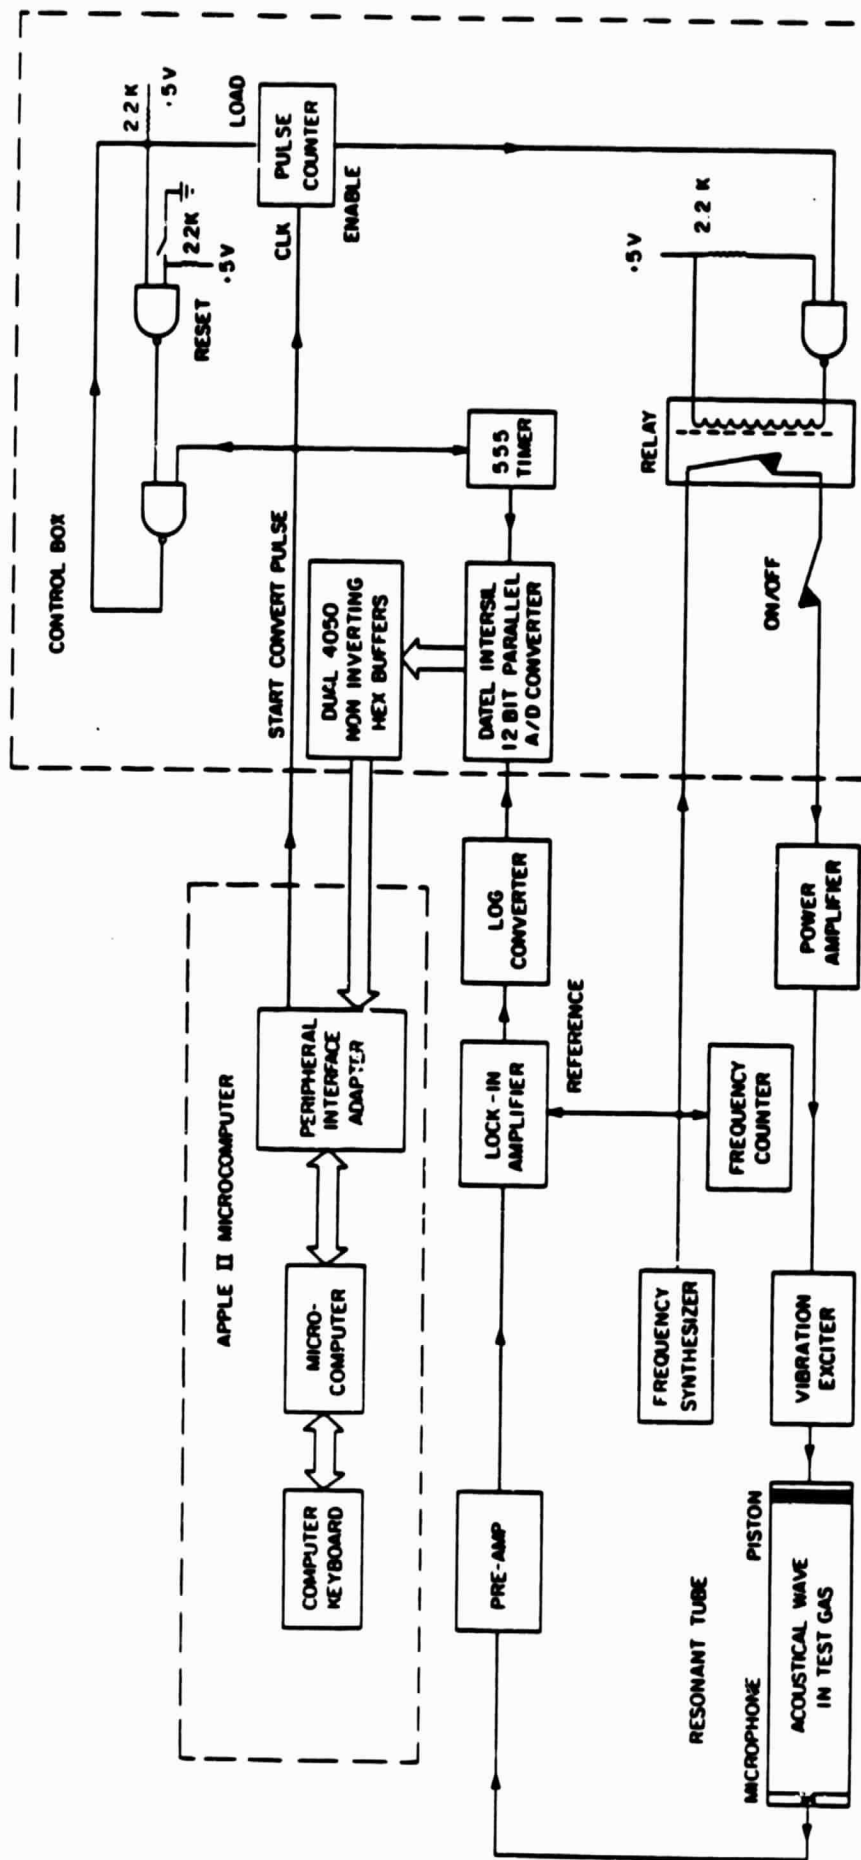 CONTROL BOX
22K
.5V
22K
.5V
RESET
LOAD
PULSE
COUNTER
CLK
ENABLE
START CONVERT PULSE
DUAL 4050
NON INVERTING
HEX BUFFERS
555
TIMER
DATEL INTERSIL
12 BIT PARALLEL
A/D CONVERTER
.5V
2.2 K
RELAY
ON/OFF
APPLE II MICROCOMPUTER
COMPUTER
KEYBOARD
MICRO-
COMPUTER
PERIPHERAL
INTERFACE
ADAPTER
PRE-AMP
LOCK-IN
AMPLIFIER
LOG
CONVERTER
REFERENCE
FREQUENCY
SYNTHESIZER
FREQUENCY
COUNTER
POWER
AMPLIFIER
VIBRATION
EXCITER
RESONANT TUBE
MICROPHONE
PISTON
ACOUSTICAL WAVE
IN TEST GAS